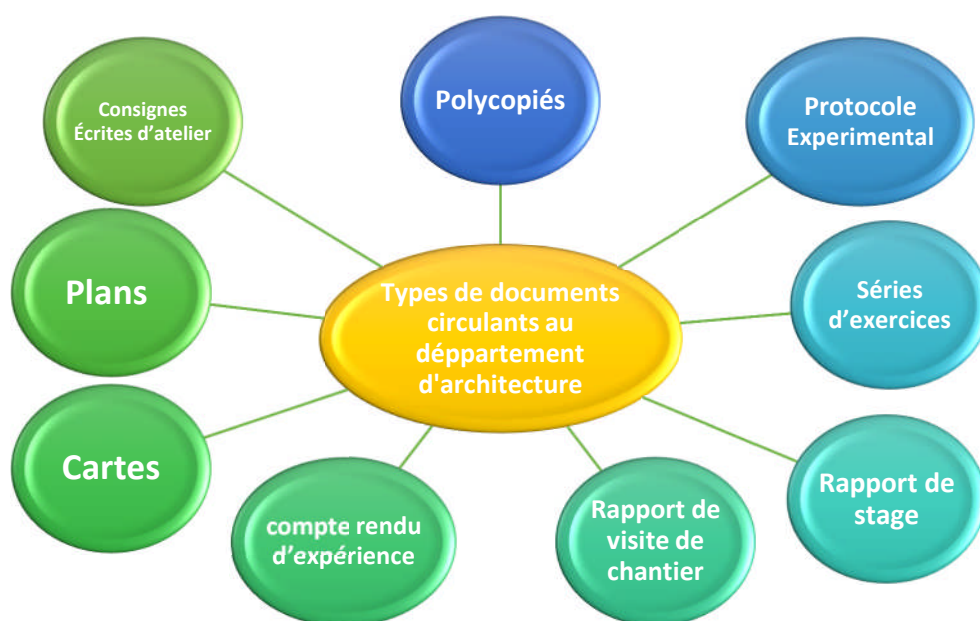 Polycopiés
Protocole
Experimental
Séries
d’exercices
Rapport de
stage
Rapport de
visite de
chantier
compte rendu
d’expérience
Cartes
Plans
Consignes
Écrites d’atelier
Types de documents
circulants au
déppartement
d'architecture